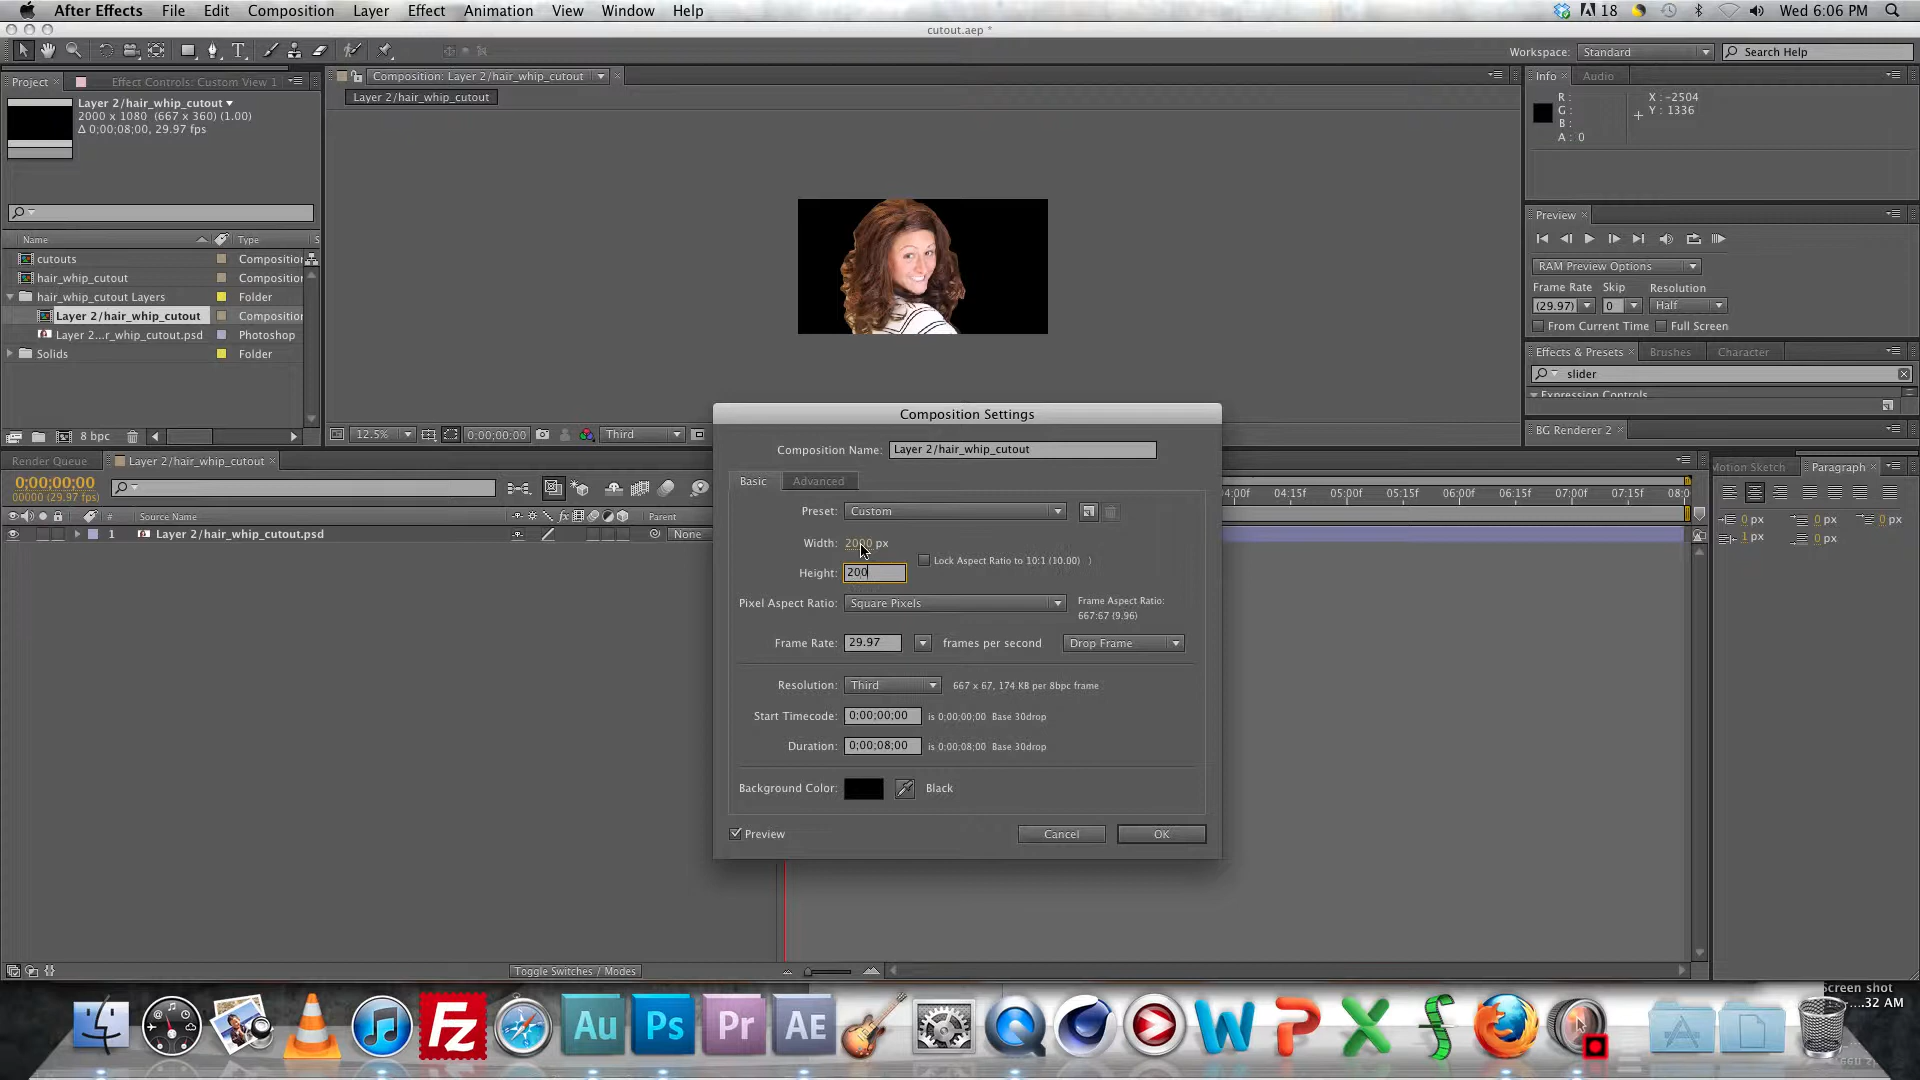 After Effects File Edit Composition Layer Effect Animation View Window Help 18 Wed 6:06 PM
cutout.aep *
Workspace: Standard Search Help
Project Effect Controls: Custom View 1 Composition: Layer 2/hair_whip_cutout Info Audio
Layer 2/hair_whip_cutout
Layer 2/hair_whip_cutout
2000 x 1080 (667 x 360) (1.00)
Δ 0;00;08;00, 29.97 fps
R: X : -2504
G: Y : 1336
B:
A : 0
Preview
Name Type S
cutouts Composition
hair_whip_cutout Composition
hair_whip_cutout Layers Folder
Layer 2/hair_whip_cutout Composition
Layer 2...r_whip_cutout.psd Photoshop
Solids Folder
RAM Preview Options
Frame Rate Skip Resolution
(29.97) 0 Half
From Current Time Full Screen
Effects & Presets Brushes Character
slider
Expression Controls
BG Renderer 2
8 bpc 12.5% 0;00;00;00 Third
Render Queue Layer 2/hair_whip_cutout
0;00;00;00
00000 (29.97 fps)
# Source Name Parent
1 Layer 2/hair_whip_cutout.psd None
Composition Settings
Composition Name: Layer 2/hair_whip_cutout
Basic Advanced
Preset: Custom
Width: 2000 px
Lock Aspect Ratio to 10:1 (10.00)
Height: 200
Pixel Aspect Ratio: Square Pixels
Frame Aspect Ratio:
667:67 (9.96)
Frame Rate: 29.97 frames per second Drop Frame
Resolution: Third 667 x 67, 174 KB per 8bpc frame
Start Timecode: 0;00;00;00 is 0;00;00;00 Base 30drop
Duration: 0;00;08;00 is 0;00;08;00 Base 30drop
Background Color: Black
Preview Cancel OK
04:00f 04:15f 05:00f 05:15f 06:00f 06:15f 07:00f 07:15f 08:0
Motion Sketch Paragraph
0 px 0 px 0 px
1 px 0 px
Toggle Switches / Modes
Screen shot
....32 AM
Fz Au Ps Pr AE